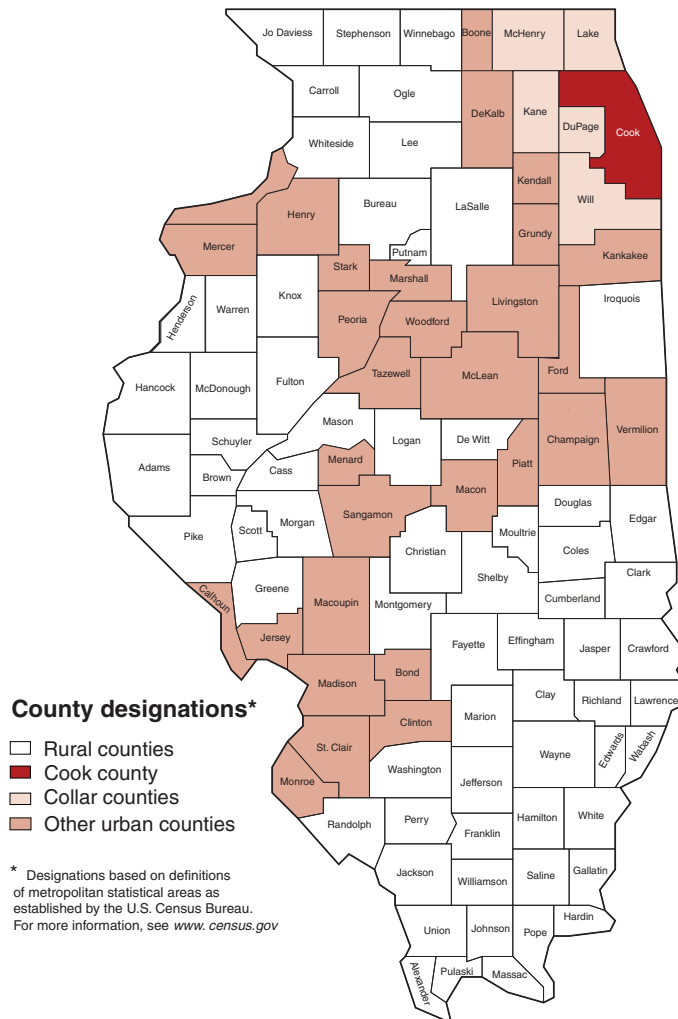 Jo Daviess
Stephenson
Winnebago
Boone
McHenry
Lake
Carroll
Ogle
DeKalb
Kane
DuPage
Cook
Whiteside
Lee
Kendall
Will
Bureau
LaSalle
Henry
Grundy
Mercer
Putnam
Kankakee
Stark
Marshall
Henderson
Warren
Knox
Peoria
Woodford
Livingston
Iroquois
Hancock
McDonough
Fulton
Tazewell
McLean
Ford
Mason
Logan
De Witt
Champaign
Vermilion
Schuyler
Adams
Brown
Cass
Menard
Piatt
Macon
Pike
Scott
Morgan
Sangamon
Christian
Moultrie
Douglas
Edgar
Coles
Shelby
Clark
Calhoun
Greene
Macoupin
Montgomery
Cumberland
Jersey
Fayette
Effingham
Jasper
Crawford
Madison
Bond
Clay
Richland
Lawrence
Clinton
Marion
St. Clair
Wayne
Edwards
Wabash
Washington
Jefferson
Monroe
Randolph
Perry
Franklin
Hamilton
White
Jackson
Williamson
Saline
Gallatin
Union
Johnson
Pope
Hardin
Alexander
Pulaski
Massac
County designations*
Rural counties
Cook county
Collar counties
Other urban counties
* Designations based on definitions
of metropolitan statistical areas as
established by the U.S. Census Bureau.
For more information, see www. census.gov